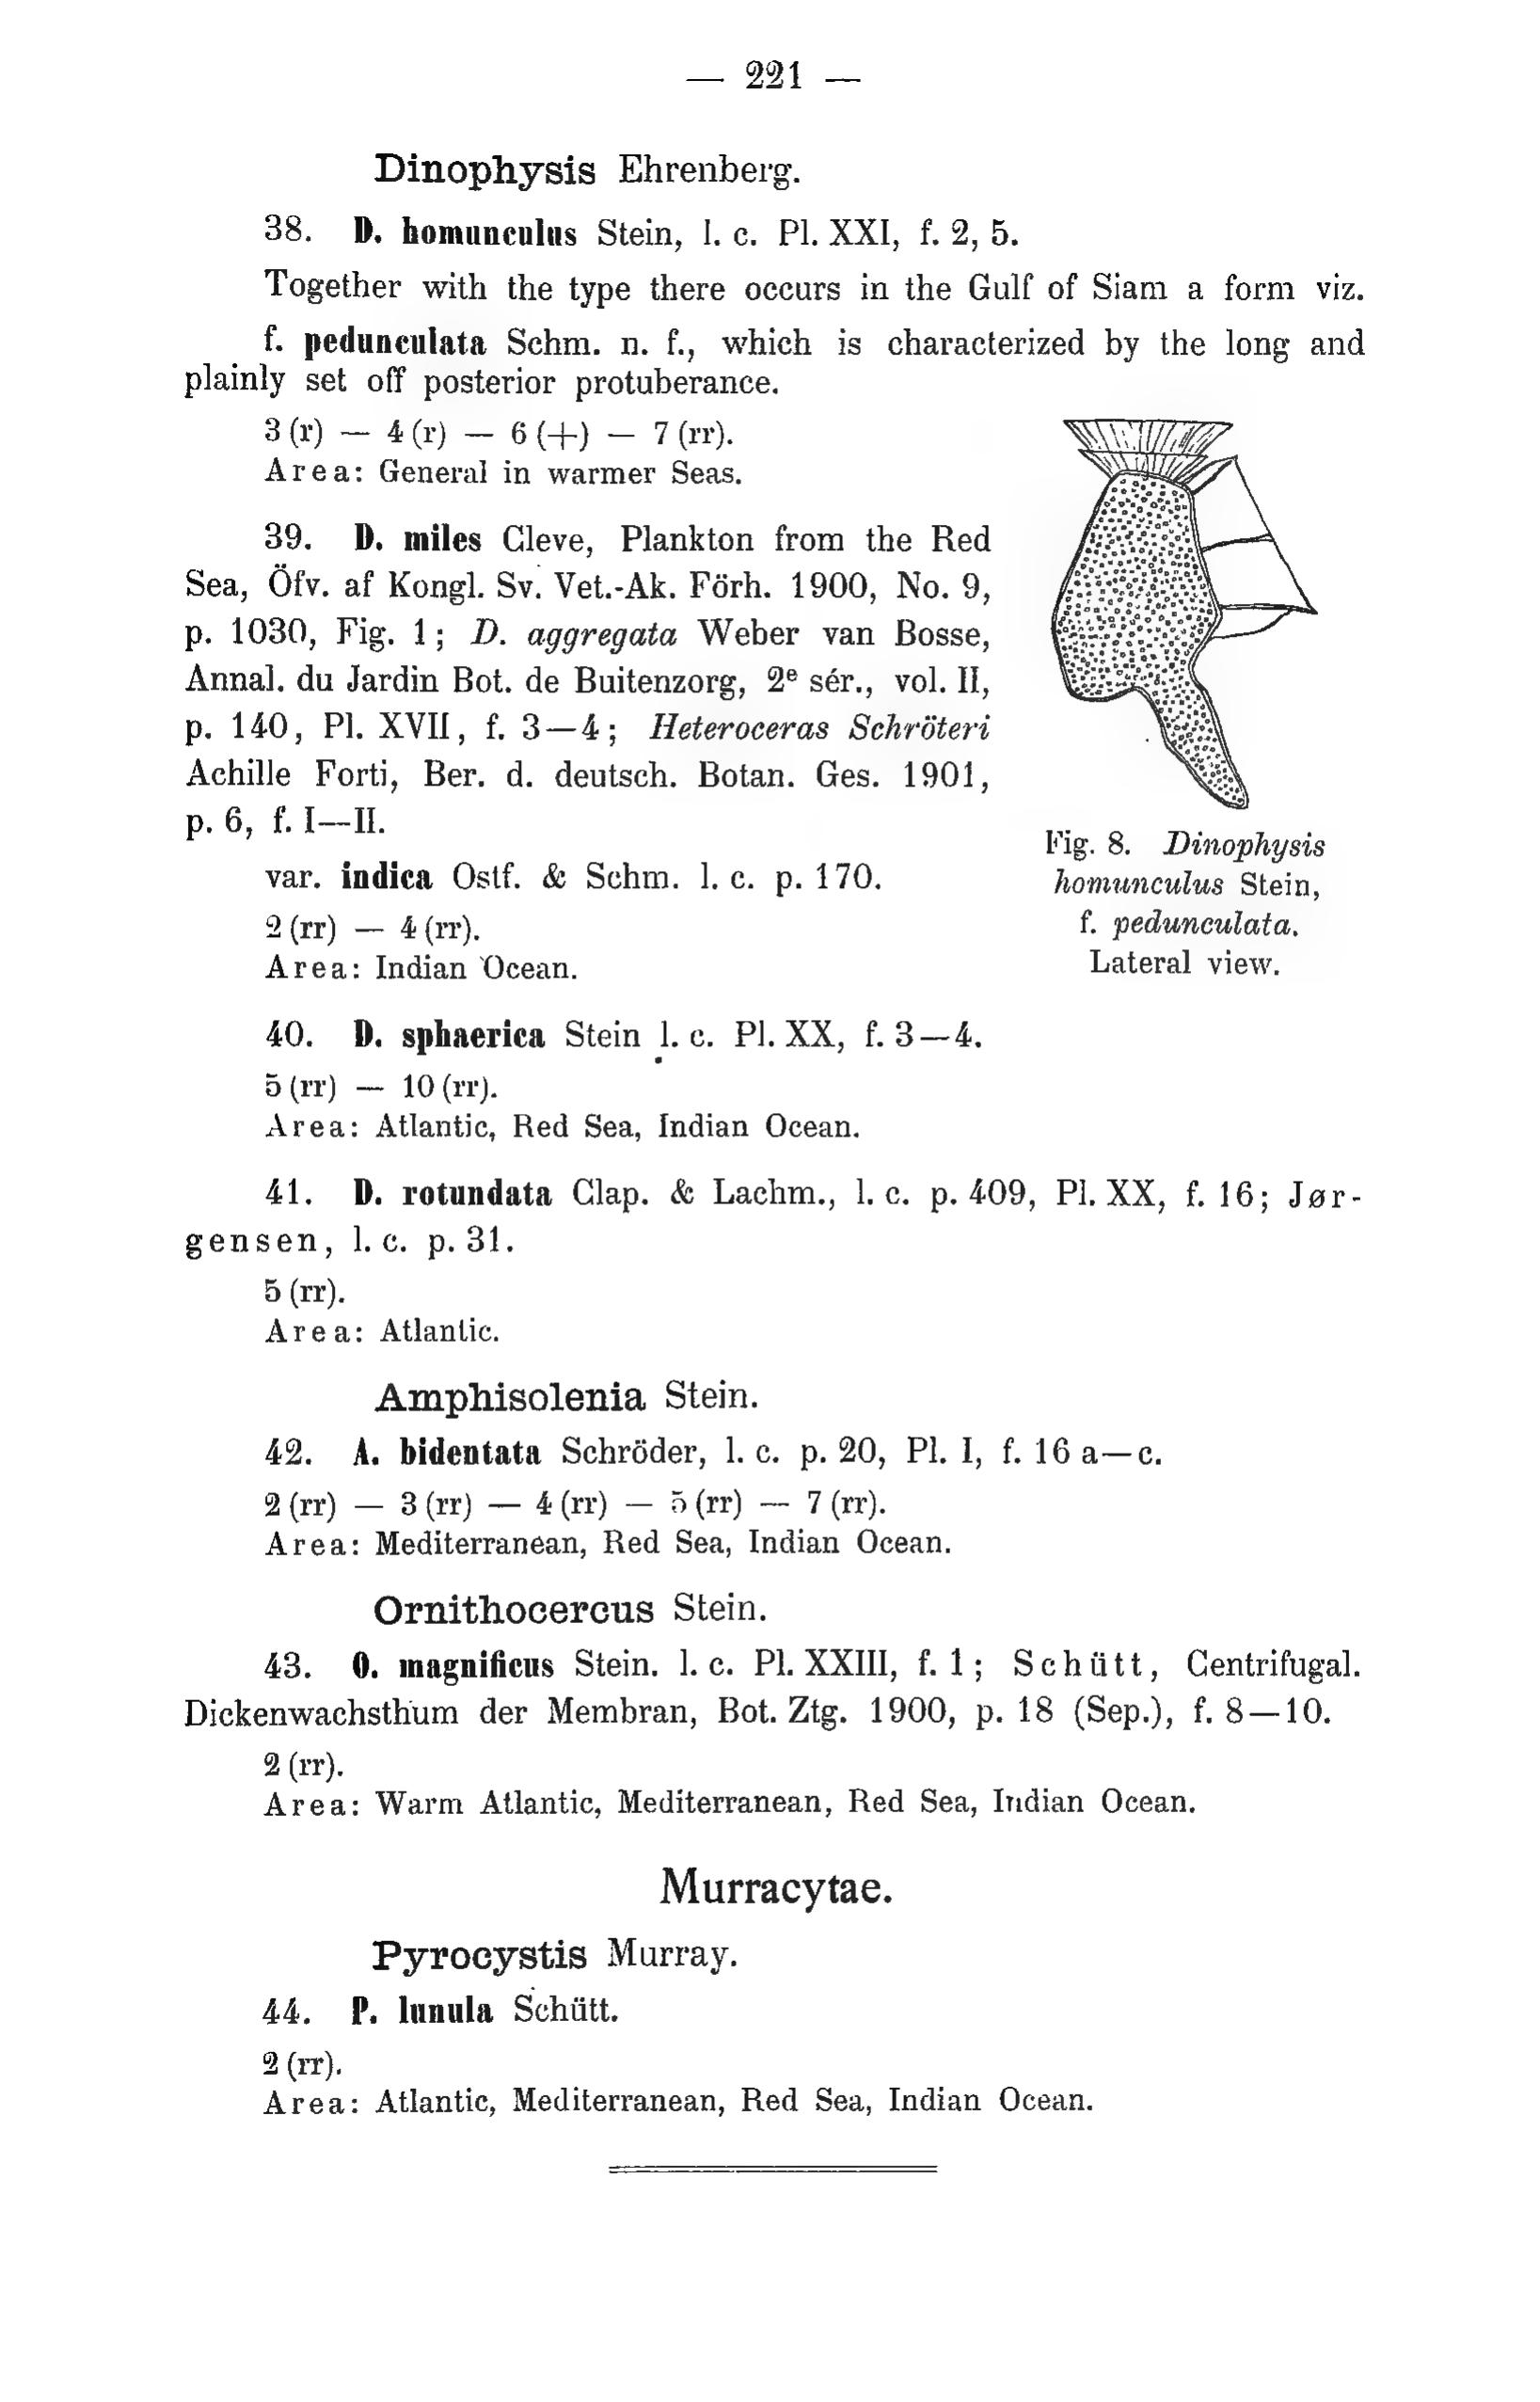 — 221 —
Dinophysis Ehrenberg.
38. D. homunculus Stein, l. c. Pl. XXI, f. 2, 5.
Together with the type there occurs in the Gulf of Siam a form viz.
f. pedunculata Schm. n. f., which is characterized by the long and
plainly set off posterior protuberance.
3 (r) — 4 (r) — 6 (+) — 7 (rr).
Area: General in warmer Seas.
39. D. miles Cleve, Plankton from the Red
Sea, Öfv. af Kongl. Sv. Vet.-Ak. Förh. 1900, No. 9,
p. 1030, Fig. 1; D. aggregata Weber van Bosse,
Annal. du Jardin Bot. de Buitenzorg, 2e sér., vol. II,
p. 140, Pl. XVII, f. 3—4; Heteroceras Schröteri
Achille Forti, Ber. d. deutsch. Botan. Ges. 1901,
p. 6, f. I—II.
var. indica Ostf. & Schm. l. c. p. 170.
2 (rr) — 4 (rr).
Area: Indian Ocean.
Fig. 8. Dinophysis
homunculus Stein,
f. pedunculata.
Lateral view.
40. D. sphaerica Stein l. c. Pl. XX, f. 3—4.
5 (rr) — 10 (rr).
Area: Atlantic, Red Sea, Indian Ocean.
41. D. rotundata Clap. & Lachm., l. c. p. 409, Pl. XX, f. 16; Jør-
gensen, l. c. p. 31.
5 (rr).
Area: Atlantic.
Amphisolenia Stein.
42. A. bidentata Schröder, l. c. p. 20, Pl. I, f. 16 a—c.
2 (rr) — 3 (rr) — 4 (rr) — 5 (rr) — 7 (rr).
Area: Mediterranean, Red Sea, Indian Ocean.
Ornithocercus Stein.
43. O. magnificus Stein. l. c. Pl. XXIII, f. 1; Schütt, Centrifugal.
Dickenwachsthum der Membran, Bot. Ztg. 1900, p. 18 (Sep.), f. 8—10.
2 (rr).
Area: Warm Atlantic, Mediterranean, Red Sea, Indian Ocean.
Murracytae.
Pyrocystis Murray.
44. P. lunula Schütt.
2 (rr).
Area: Atlantic, Mediterranean, Red Sea, Indian Ocean.